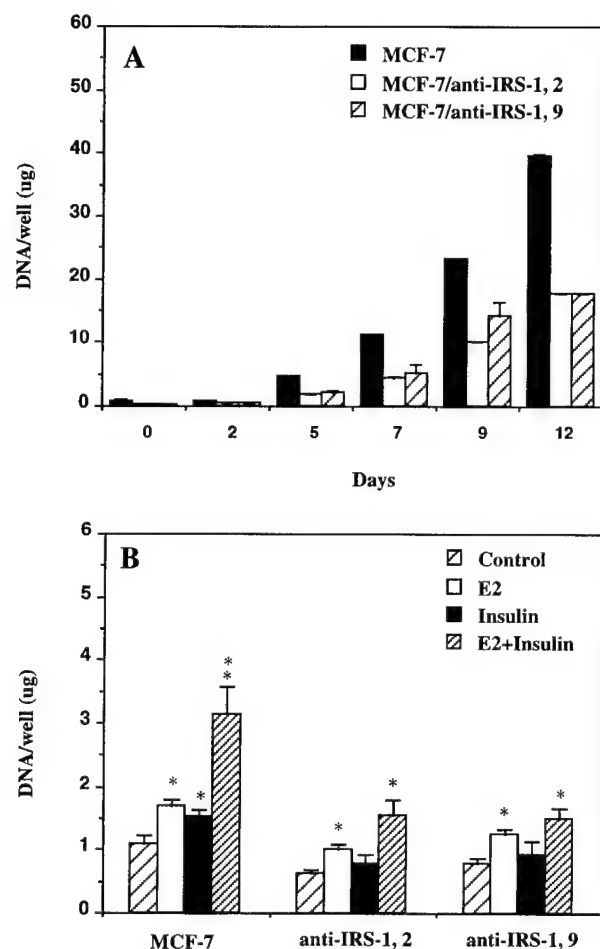 60
50
40
30
20
10
0
DNA/well (ug)
A
MCF-7
MCF-7/anti-IRS-1, 2
MCF-7/anti-IRS-1, 9
0 2 5 7 9 12
Days
6
5
4
3
2
1
0
DNA/well (ug)
B
Control
E2
Insulin
E2+Insulin
*
*
*
*
*
*
*
*
MCF-7 anti-IRS-1, 2 anti-IRS-1, 9